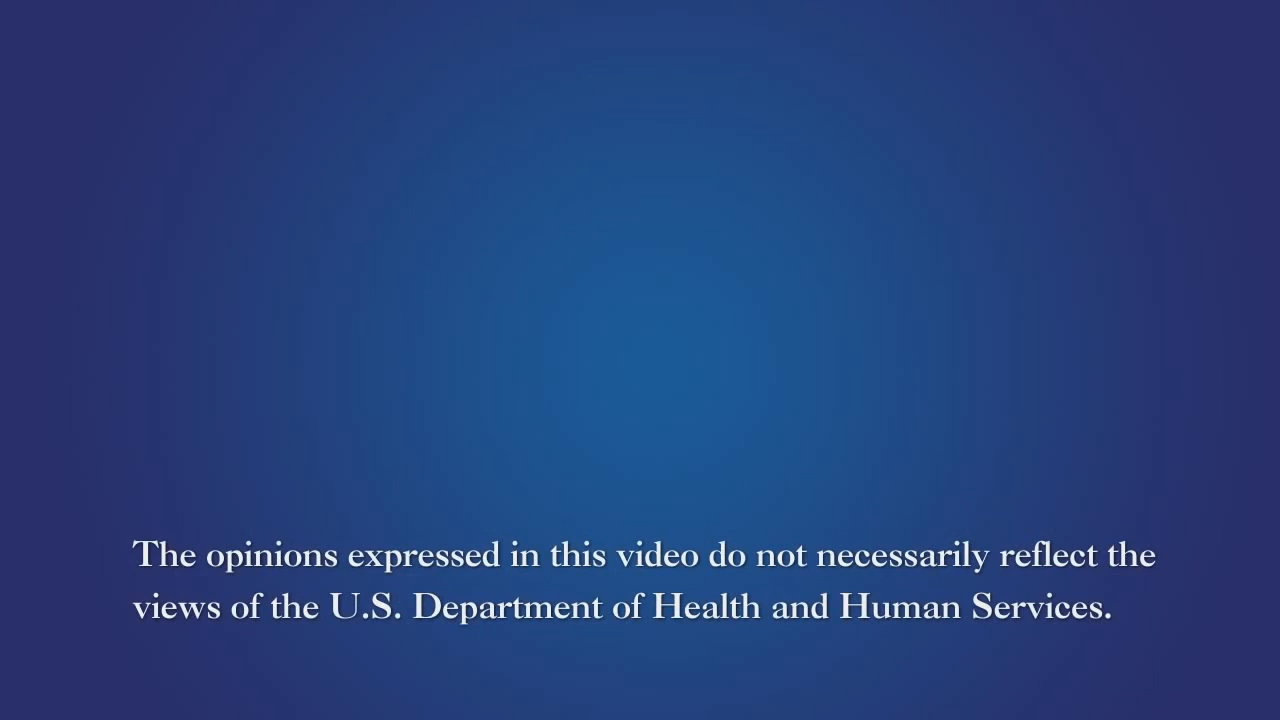 The opinions expressed in this video do not necessarily reflect the
views of the U.S. Department of Health and Human Services.